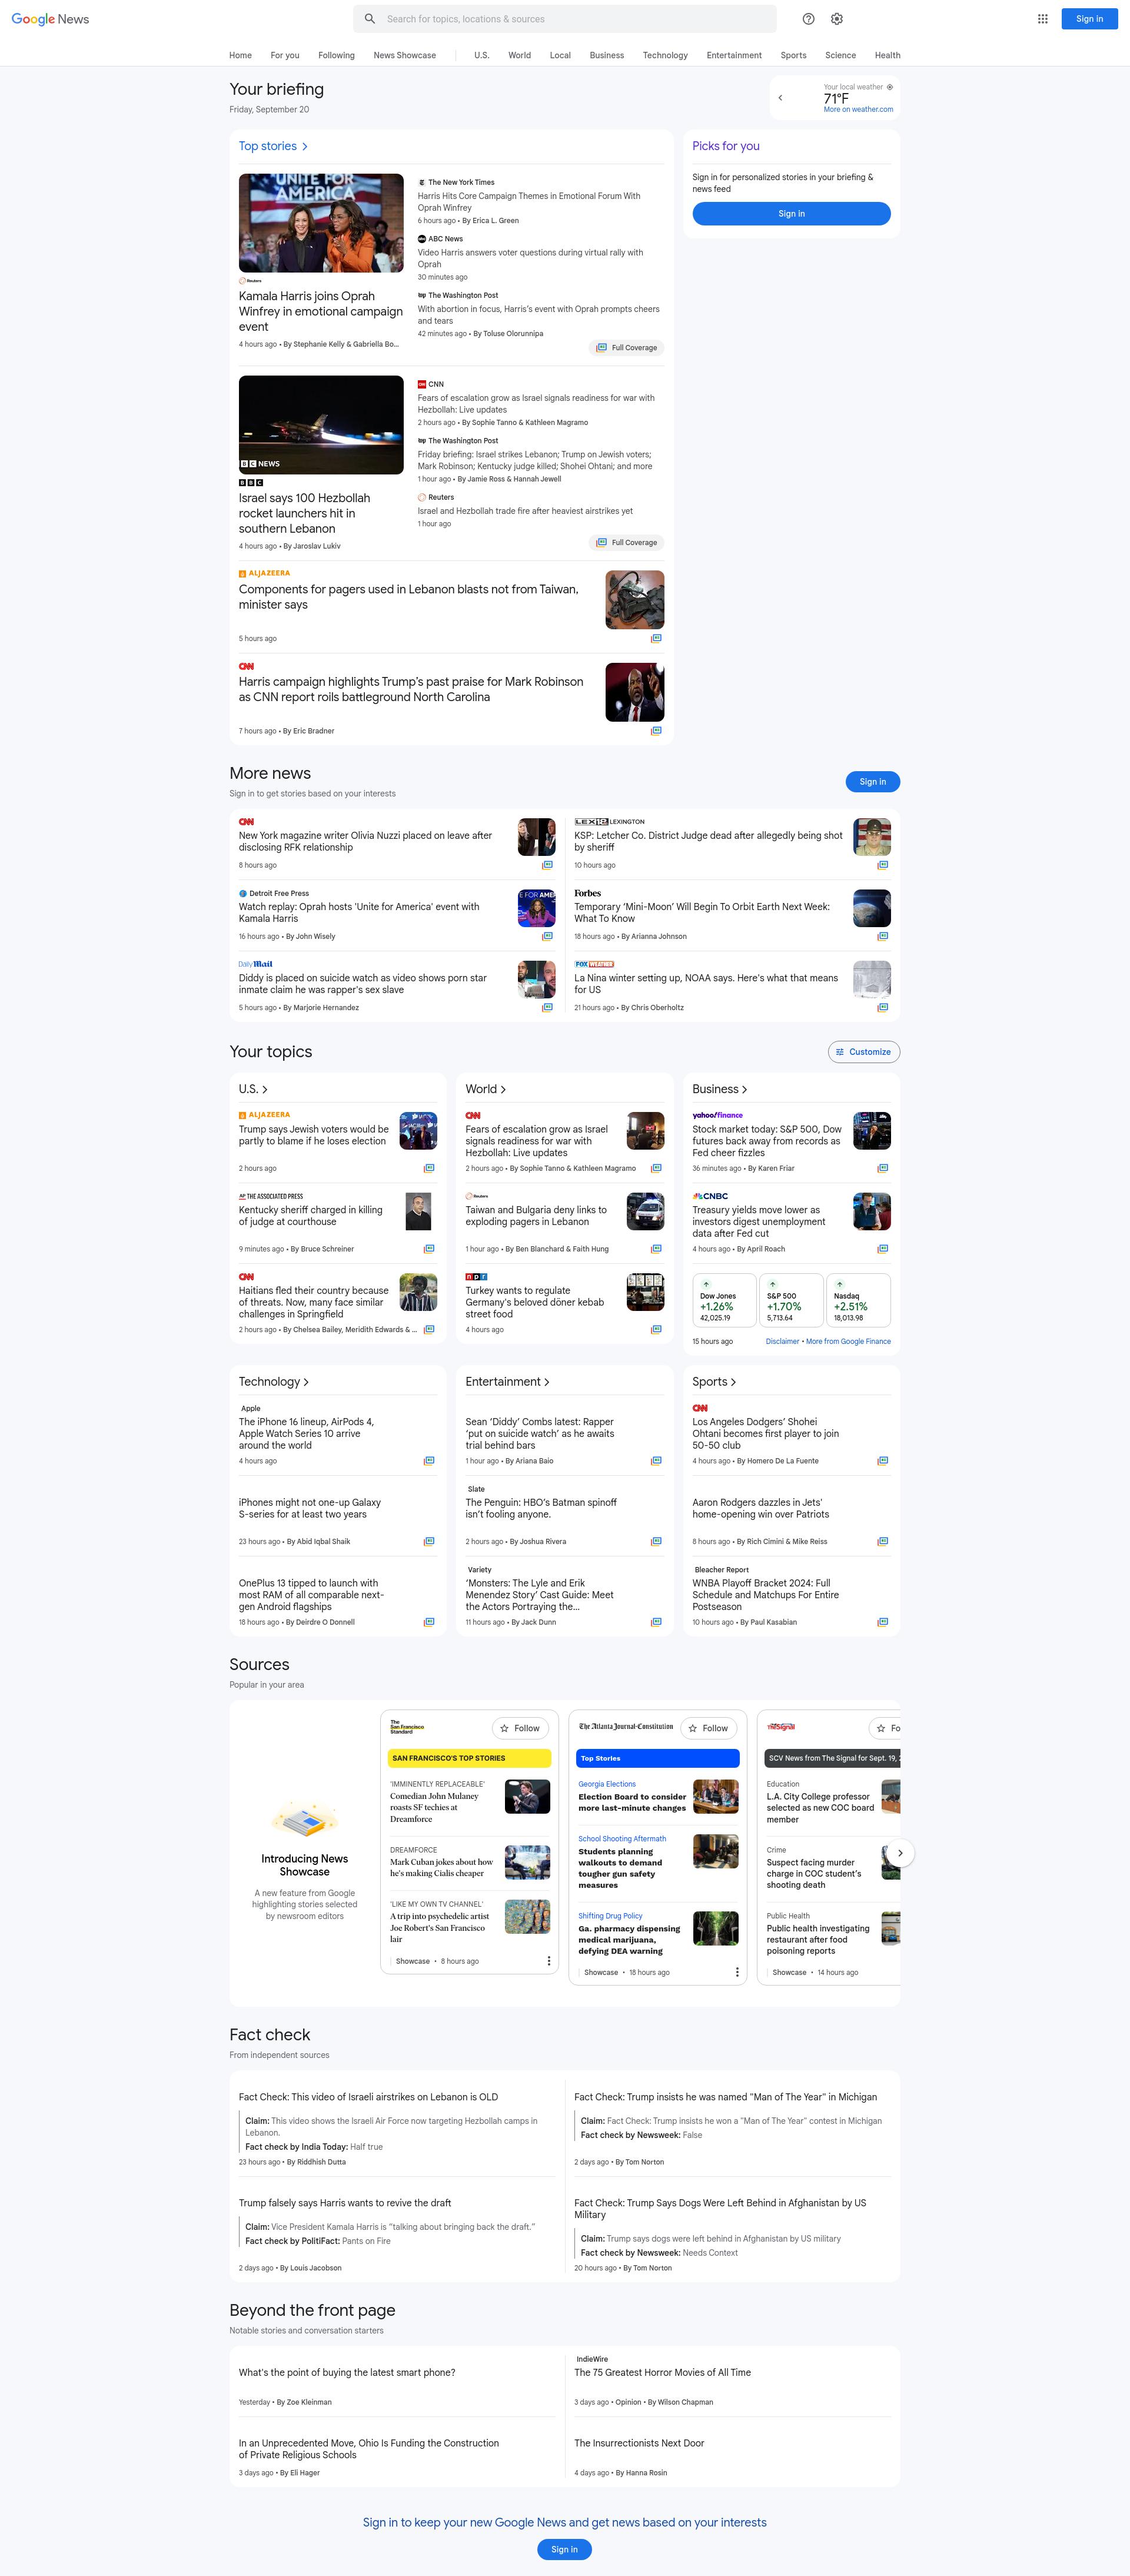 Google News
Search for topics, locations & sources
Sign in
Home For you Following News Showcase U.S. World Local Business Technology Entertainment Sports Science Health
Your briefing
Friday, September 20
Your local weather
71°F
More on weather.com
Top stories
UNITE FOR
AMERICA
Reuters
Kamala Harris joins Oprah
Winfrey in emotional campaign
event
4 hours ago • By Stephanie Kelly & Gabriella Bo...
The New York Times
Harris Hits Core Campaign Themes in Emotional Forum With
Oprah Winfrey
6 hours ago • By Erica L. Green
ABC News
Video Harris answers voter questions during virtual rally with
Oprah
30 minutes ago
The Washington Post
With abortion in focus, Harris's event with Oprah prompts cheers
and tears
42 minutes ago • By Toluse Olorunnipa
Full Coverage
Picks for you
Sign in for personalized stories in your briefing &
news feed
Sign in
BBC NEWS
BBC
Israel says 100 Hezbollah
rocket launchers hit in
southern Lebanon
4 hours ago • By Jaroslav Lukiv
CNN
Fears of escalation grow as Israel signals readiness for war with
Hezbollah: Live updates
2 hours ago • By Sophie Tanno & Kathleen Magramo
The Washington Post
Friday briefing: Israel strikes Lebanon; Trump on Jewish voters;
Mark Robinson; Kentucky judge killed; Shohei Ohtani; and more
1 hour ago • By Jamie Ross & Hannah Jewell
Reuters
Israel and Hezbollah trade fire after heaviest airstrikes yet
1 hour ago
Full Coverage
ALJAZEERA
Components for pagers used in Lebanon blasts not from Taiwan,
minister says
5 hours ago
CNN
Harris campaign highlights Trump's past praise for Mark Robinson
as CNN report roils battleground North Carolina
7 hours ago • By Eric Bradner
More news
Sign in to get stories based on your interests
Sign in
CNN
New York magazine writer Olivia Nuzzi placed on leave after
disclosing RFK relationship
8 hours ago
LEX18 LEXINGTON
KSP: Letcher Co. District Judge dead after allegedly being shot
by sheriff
10 hours ago
Detroit Free Press
Watch replay: Oprah hosts 'Unite for America' event with
Kamala Harris
16 hours ago • By John Wisely
Forbes
Temporary ‘Mini-Moon’ Will Begin To Orbit Earth Next Week:
What To Know
18 hours ago • By Arianna Johnson
Daily Mail
Diddy is placed on suicide watch as video shows porn star
inmate claim he was rapper's sex slave
5 hours ago • By Marjorie Hernandez
FOX WEATHER
La Nina winter setting up, NOAA says. Here's what that means
for US
21 hours ago • By Chris Oberholtz
Your topics
Customize
U.S.
ALJAZEERA
Trump says Jewish voters would be
partly to blame if he loses election
2 hours ago
AP THE ASSOCIATED PRESS
Kentucky sheriff charged in killing
of judge at courthouse
9 minutes ago • By Bruce Schreiner
CNN
Haitians fled their country because
of threats. Now, many face similar
challenges in Springfield
2 hours ago • By Chelsea Bailey, Meridith Edwards & ...
World
CNN
Fears of escalation grow as Israel
signals readiness for war with
Hezbollah: Live updates
2 hours ago • By Sophie Tanno & Kathleen Magramo
Reuters
Taiwan and Bulgaria deny links to
exploding pagers in Lebanon
1 hour ago • By Ben Blanchard & Faith Hung
npr
Turkey wants to regulate
Germany's beloved döner kebab
street food
4 hours ago
Business
yahoo!finance
Stock market today: S&P 500, Dow
futures back away from records as
Fed cheer fizzles
36 minutes ago • By Karen Friar
CNBC
Treasury yields move lower as
investors digest unemployment
data after Fed cut
4 hours ago • By April Roach
Dow Jones
+1.26%
42,025.19
S&P 500
+1.70%
5,713.64
Nasdaq
+2.51%
18,013.98
15 hours ago Disclaimer • More from Google Finance
Technology
Apple
The iPhone 16 lineup, AirPods 4,
Apple Watch Series 10 arrive
around the world
4 hours ago
iPhones might not one-up Galaxy
S-series for at least two years
23 hours ago • By Abid Iqbal Shaik
OnePlus 13 tipped to launch with
most RAM of all comparable next-
gen Android flagships
18 hours ago • By Deirdre O Donnell
Entertainment
Sean ‘Diddy’ Combs latest: Rapper
‘put on suicide watch’ as he awaits
trial behind bars
1 hour ago • By Ariana Baio
Slate
The Penguin: HBO's Batman spinoff
isn't fooling anyone.
2 hours ago • By Joshua Rivera
Variety
‘Monsters: The Lyle and Erik
Menendez Story’ Cast Guide: Meet
the Actors Portraying the...
11 hours ago • By Jack Dunn
Sports
CNN
Los Angeles Dodgers' Shohei
Ohtani becomes first player to join
50-50 club
4 hours ago • By Homero De La Fuente
Aaron Rodgers dazzles in Jets'
home-opening win over Patriots
8 hours ago • By Rich Cimini & Mike Reiss
Bleacher Report
WNBA Playoff Bracket 2024: Full
Schedule and Matchups For Entire
Postseason
10 hours ago • By Paul Kasabian
Sources
Popular in your area
Introducing News
Showcase
A new feature from Google
highlighting stories selected
by newsroom editors
The
San Francisco
Standard
Follow
SAN FRANCISCO'S TOP STORIES
'IMMINENTLY REPLACEABLE'
Comedian John Mulaney
roasts SF techies at
Dreamforce
DREAMFORCE
Mark Cuban jokes about how
he's making Cialis cheaper
'LIKE MY OWN TV CHANNEL'
A trip into psychedelic artist
Joe Robert's San Francisco
lair
Showcase • 8 hours ago
The Atlanta Journal-Constitution
Follow
Top Stories
Georgia Elections
Election Board to consider
more last-minute changes
School Shooting Aftermath
Students planning
walkouts to demand
tougher gun safety
measures
Shifting Drug Policy
Ga. pharmacy dispensing
medical marijuana,
defying DEA warning
Showcase • 18 hours ago
The Signal
Fo
SCV News from The Signal for Sept. 19,
Education
L.A. City College professor
selected as new COC board
member
Crime
Suspect facing murder
charge in COC student's
shooting death
Public Health
Public health investigating
restaurant after food
poisoning reports
Showcase • 14 hours ago
Fact check
From independent sources
Fact Check: This video of Israeli airstrikes on Lebanon is OLD
Claim: This video shows the Israeli Air Force now targeting Hezbollah camps in
Lebanon.
Fact check by India Today: Half true
23 hours ago • By Riddhish Dutta
Fact Check: Trump insists he was named "Man of The Year" in Michigan
Claim: Fact Check: Trump insists he won a "Man of The Year" contest in Michigan
Fact check by Newsweek: False
2 days ago • By Tom Norton
Trump falsely says Harris wants to revive the draft
Claim: Vice President Kamala Harris is “talking about bringing back the draft.”
Fact check by PolitiFact: Pants on Fire
2 days ago • By Louis Jacobson
Fact Check: Trump Says Dogs Were Left Behind in Afghanistan by US
Military
Claim: Trump says dogs were left behind in Afghanistan by US military
Fact check by Newsweek: Needs Context
20 hours ago • By Tom Norton
Beyond the front page
Notable stories and conversation starters
What's the point of buying the latest smart phone?
Yesterday • By Zoe Kleinman
IndieWire
The 75 Greatest Horror Movies of All Time
3 days ago • Opinion • By Wilson Chapman
In an Unprecedented Move, Ohio Is Funding the Construction
of Private Religious Schools
3 days ago • By Eli Hager
The Insurrectionists Next Door
4 days ago • By Hanna Rosin
Sign in to keep your new Google News and get news based on your interests
Sign in